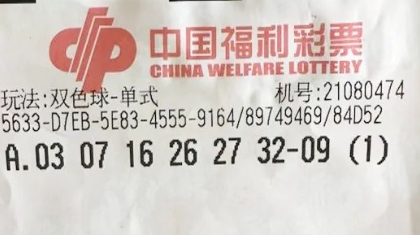 中国福利彩票
CHINA WELFARE LOTTERY
玩法:双色球-单式 机号:21080474
5633-D7EB-5E83-4555-9164/89749469/84D52
A.03 07 16 26 27 32-09 (1)